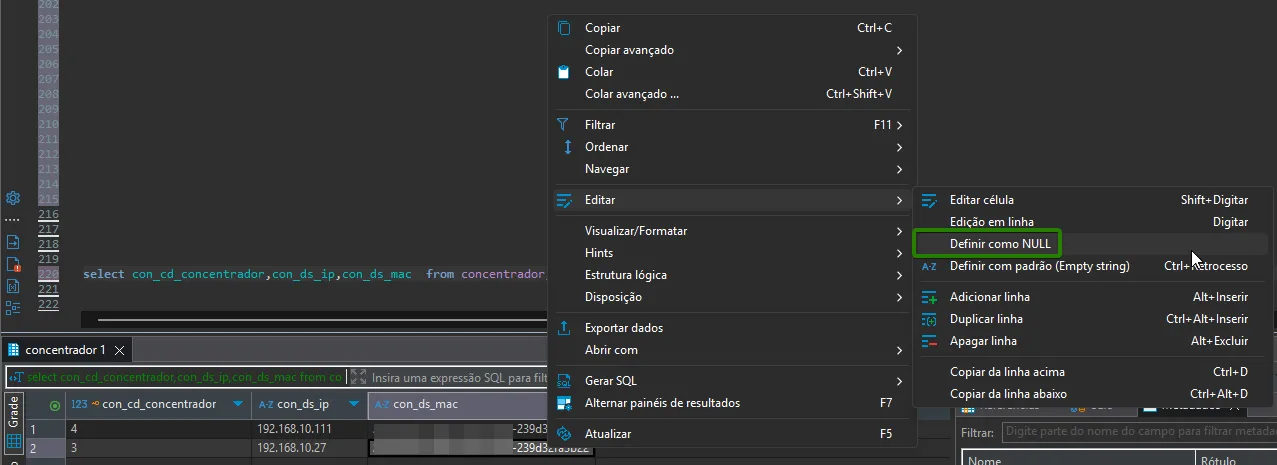 202
203
204
205
206
207
208
209
210
211
212
213
214
215
216
217
218
219
220 select con_cd_concentrador,con_ds_ip,con_ds_mac from concentrador
221
222
Copiar Ctrl+C
Copiar avançado
Colar Ctrl+V
Colar avançado ... Ctrl+Shift+V
Filtrar F11
Ordenar
Navegar
Editar
Visualizar/Formatar
Hints
Estrutura lógica
Disposição
Exportar dados
Abrir com
Gerar SQL
Alternar painéis de resultados F7
Atualizar F5
Editar célula Shift+Digitar
Edição em linha Digitar
Definir como NULL
Definir com padrão (Empty string)
Adicionar linha Alt+Inserir
Duplicar linha Ctrl+Alt+Inserir
Apagar linha Alt+Excluir
Copiar da linha acima Ctrl+D
Copiar da linha abaixo Ctrl+Alt+D
concentrador 1
select con_cd_concentrador,con_ds_ip,con_ds_mac from co
Insira uma expressão SQL para filt
Grade
123 con_cd_concentrador A-Z con_ds_ip A-Z con_ds_mac
1 4 192.168.10.111
2 3 192.168.10.27
Filtrar: Digite parte do nome do campo para filtrar metada
Nome Rótulo